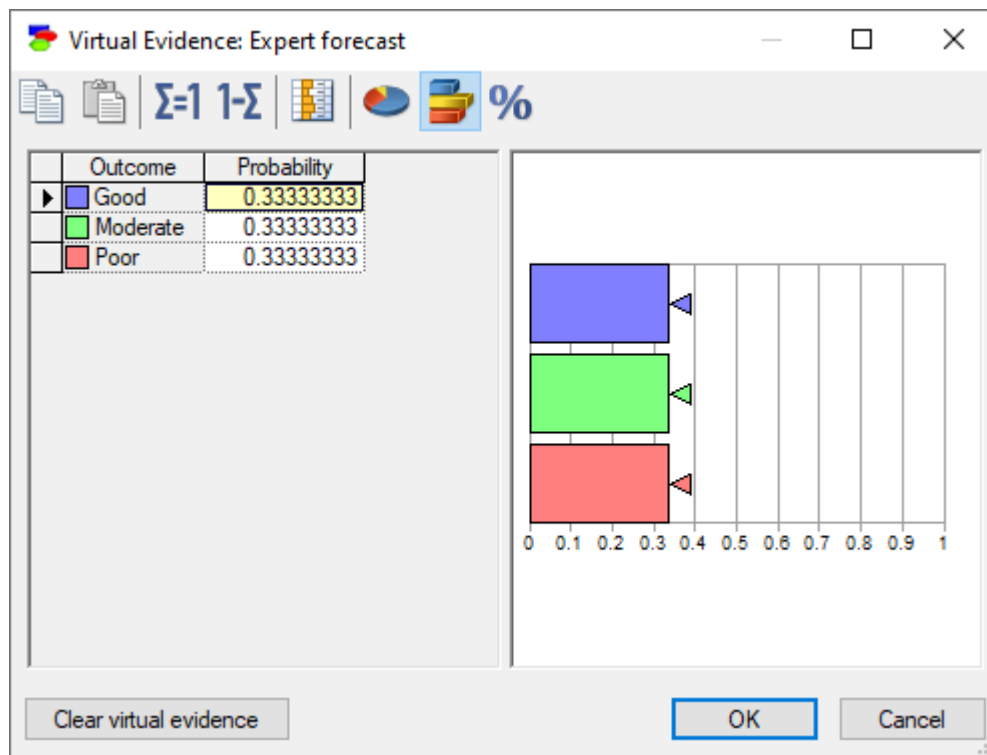 Virtual Evidence: Expert forecast
Σ=1 1-Σ %
Outcome Probability
Good 0.33333333
Moderate 0.33333333
Poor 0.33333333
0 0.1 0.2 0.3 0.4 0.5 0.6 0.7 0.8 0.9 1
Clear virtual evidence OK Cancel